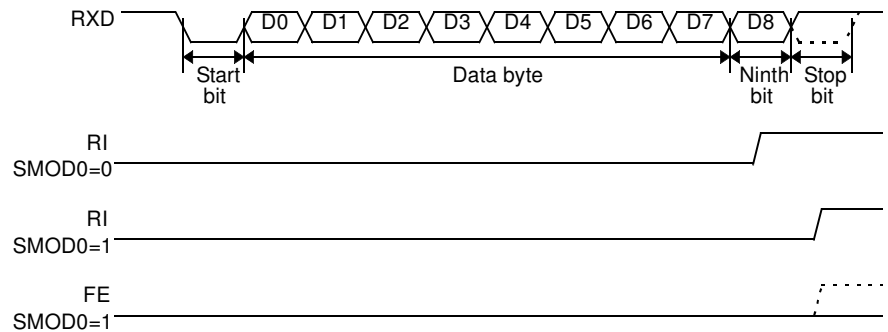 RXD D0 D1 D2 D3 D4 D5 D6 D7 D8
Start bit
Data byte
Ninth bit
Stop bit
RI
SMOD0=0
RI
SMOD0=1
FE
SMOD0=1